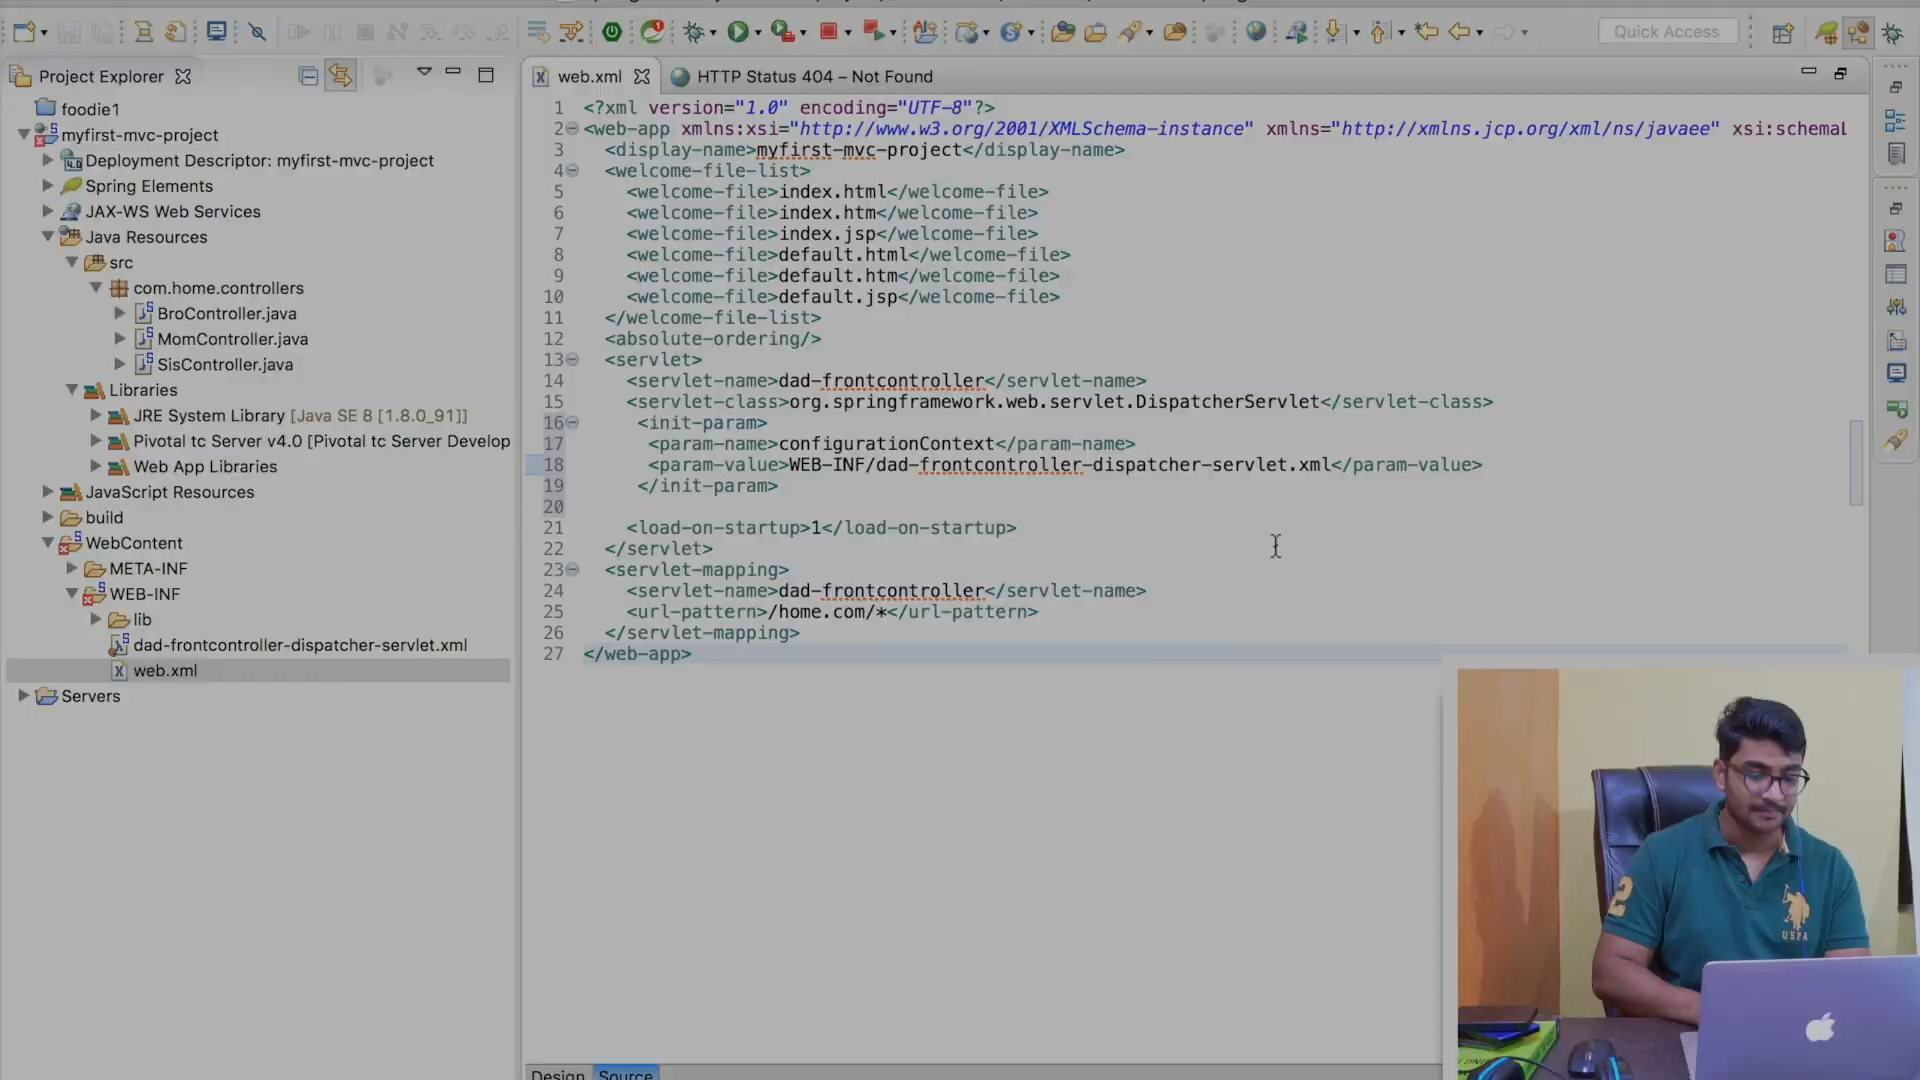 Quick Access
Project Explorer
foodie1
myfirst-mvc-project
Deployment Descriptor: myfirst-mvc-project
Spring Elements
JAX-WS Web Services
Java Resources
src
com.home.controllers
BroController.java
MomController.java
SisController.java
Libraries
JRE System Library [Java SE 8 [1.8.0_91]]
Pivotal tc Server v4.0 [Pivotal tc Server Develop
Web App Libraries
JavaScript Resources
build
WebContent
META-INF
WEB-INF
lib
dad-frontcontroller-dispatcher-servlet.xml
web.xml
Servers
web.xml
HTTP Status 404 – Not Found
1 <?xml version="1.0" encoding="UTF-8"?>
2 <web-app xmlns:xsi="http://www.w3.org/2001/XMLSchema-instance" xmlns="http://xmlns.jcp.org/xml/ns/javaee" xsi:schemaL
3 <display-name>myfirst-mvc-project</display-name>
4 <welcome-file-list>
5 <welcome-file>index.html</welcome-file>
6 <welcome-file>index.htm</welcome-file>
7 <welcome-file>index.jsp</welcome-file>
8 <welcome-file>default.html</welcome-file>
9 <welcome-file>default.htm</welcome-file>
10 <welcome-file>default.jsp</welcome-file>
11 </welcome-file-list>
12 <absolute-ordering/>
13 <servlet>
14 <servlet-name>dad-frontcontroller</servlet-name>
15 <servlet-class>org.springframework.web.servlet.DispatcherServlet</servlet-class>
16 <init-param>
17 <param-name>configurationContext</param-name>
18 <param-value>WEB-INF/dad-frontcontroller-dispatcher-servlet.xml</param-value>
19 </init-param>
20
21 <load-on-startup>1</load-on-startup>
22 </servlet>
23 <servlet-mapping>
24 <servlet-name>dad-frontcontroller</servlet-name>
25 <url-pattern>/home.com/*</url-pattern>
26 </servlet-mapping>
27 </web-app>
Design Source
2
USPA